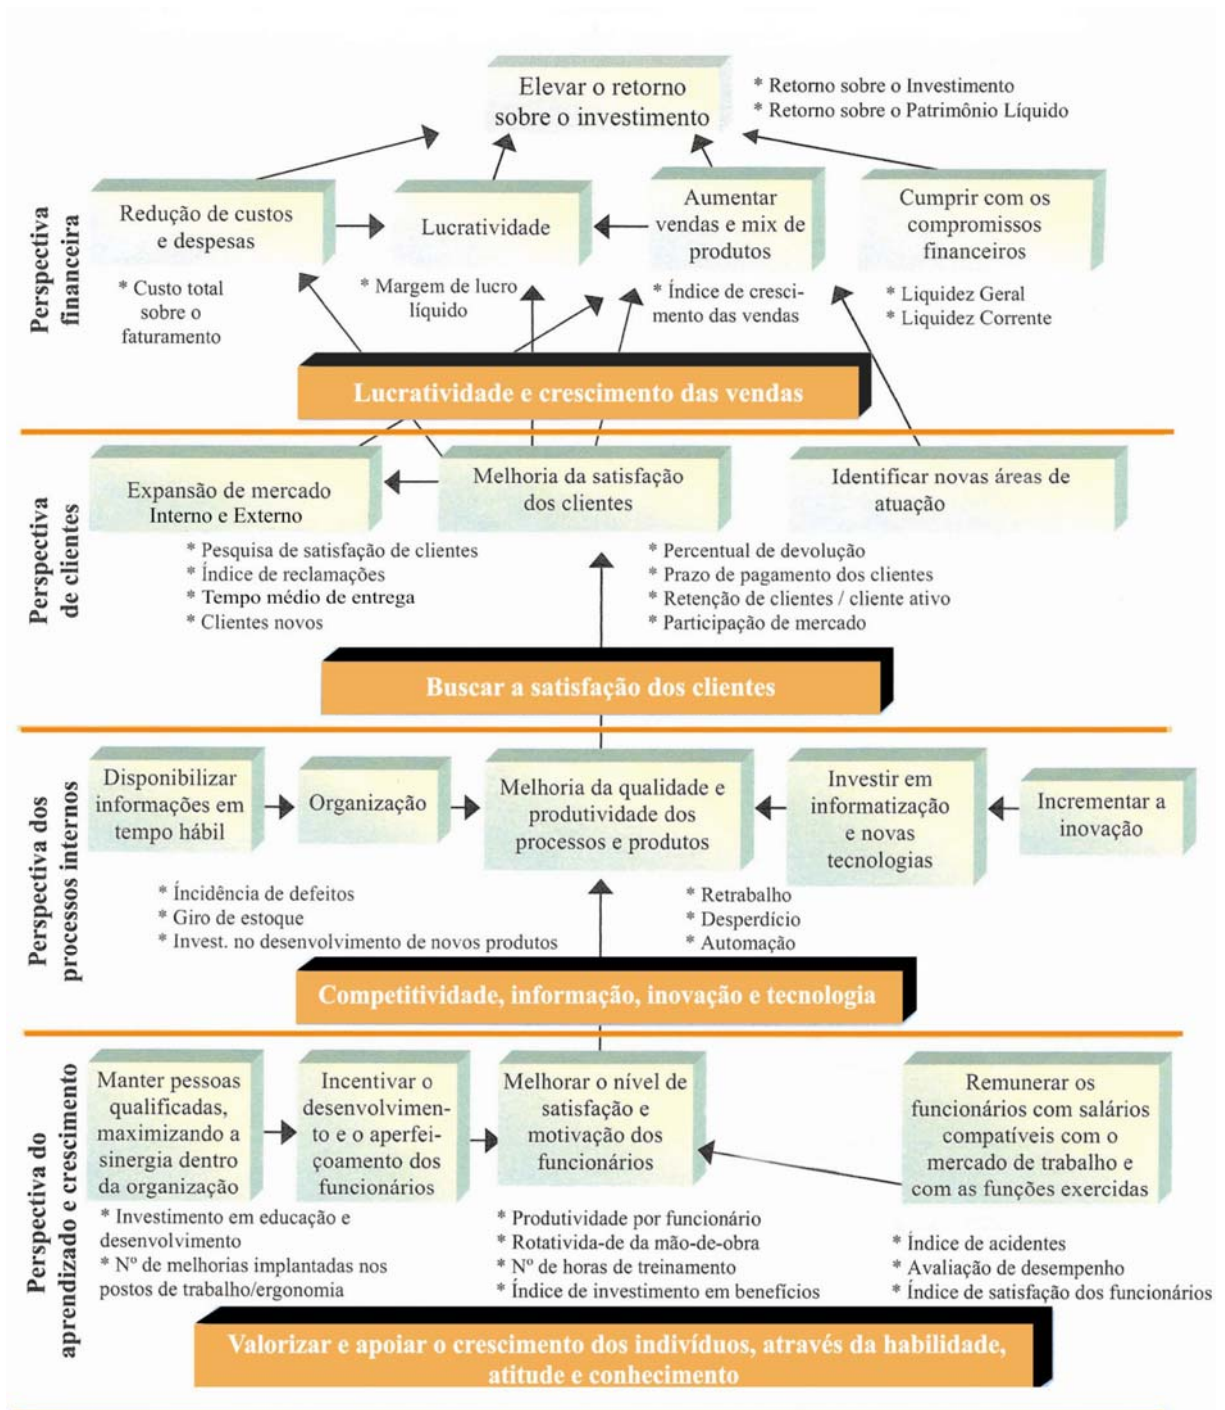 Elevar o retorno
sobre o investimento
* Retorno sobre o Investimento
* Retorno sobre o Patrimônio Líquido
Perspectiva
financeira
Redução de custos
e despesas
Lucratividade
Aumentar
vendas e mix de
produtos
Cumprir com os
compromissos
financeiros
* Custo total
sobre o
faturamento
* Margem de lucro
líquido
* Índice de cresci-
mento das vendas
* Liquidez Geral
* Liquidez Corrente
Lucratividade e crescimento das vendas
Perspectiva
de clientes
Expansão de mercado
Interno e Externo
Melhoria da satisfação
dos clientes
Identificar novas áreas de
atuação
* Pesquisa de satisfação de clientes
* Índice de reclamações
* Tempo médio de entrega
* Clientes novos
* Percentual de devolução
* Prazo de pagamento dos clientes
* Retenção de clientes / cliente ativo
* Participação de mercado
Buscar a satisfação dos clientes
Perspectiva dos
processos internos
Disponibilizar
informações em
tempo hábil
Organização
Melhoria da qualidade e
produtividade dos
processos e produtos
Investir em
informatização
e novas
tecnologias
Incrementar a
inovação
* Íncidência de defeitos
* Giro de estoque
* Invest. no desenvolvimento de novos produtos
* Retrabalho
* Desperdício
* Automação
Competitividade, informação, inovação e tecnologia
Perspectiva do
aprendizado e crescimento
Manter pessoas
qualificadas,
maximizando a
sinergia dentro
da organização
Incentivar o
desenvolvimen-
to e o aperfei-
çoamento dos
funcionários
Melhorar o nível de
satisfação e
motivação dos
funcionários
Remunerar os
funcionários com salários
compatíveis com o
mercado de trabalho e
com as funções exercidas
* Investimento em educação e
desenvolvimento
* Nº de melhorias implantadas nos
postos de trabalho/ergonomia
* Produtividade por funcionário
* Rotativida-de da mão-de-obra
* Nº de horas de treinamento
* Índice de investimento em benefícios
* Índice de acidentes
* Avaliação de desempenho
* Índice de satisfação dos funcionários
Valorizar e apoiar o crescimento dos indivíduos, através da habilidade,
atitude e conhecimento